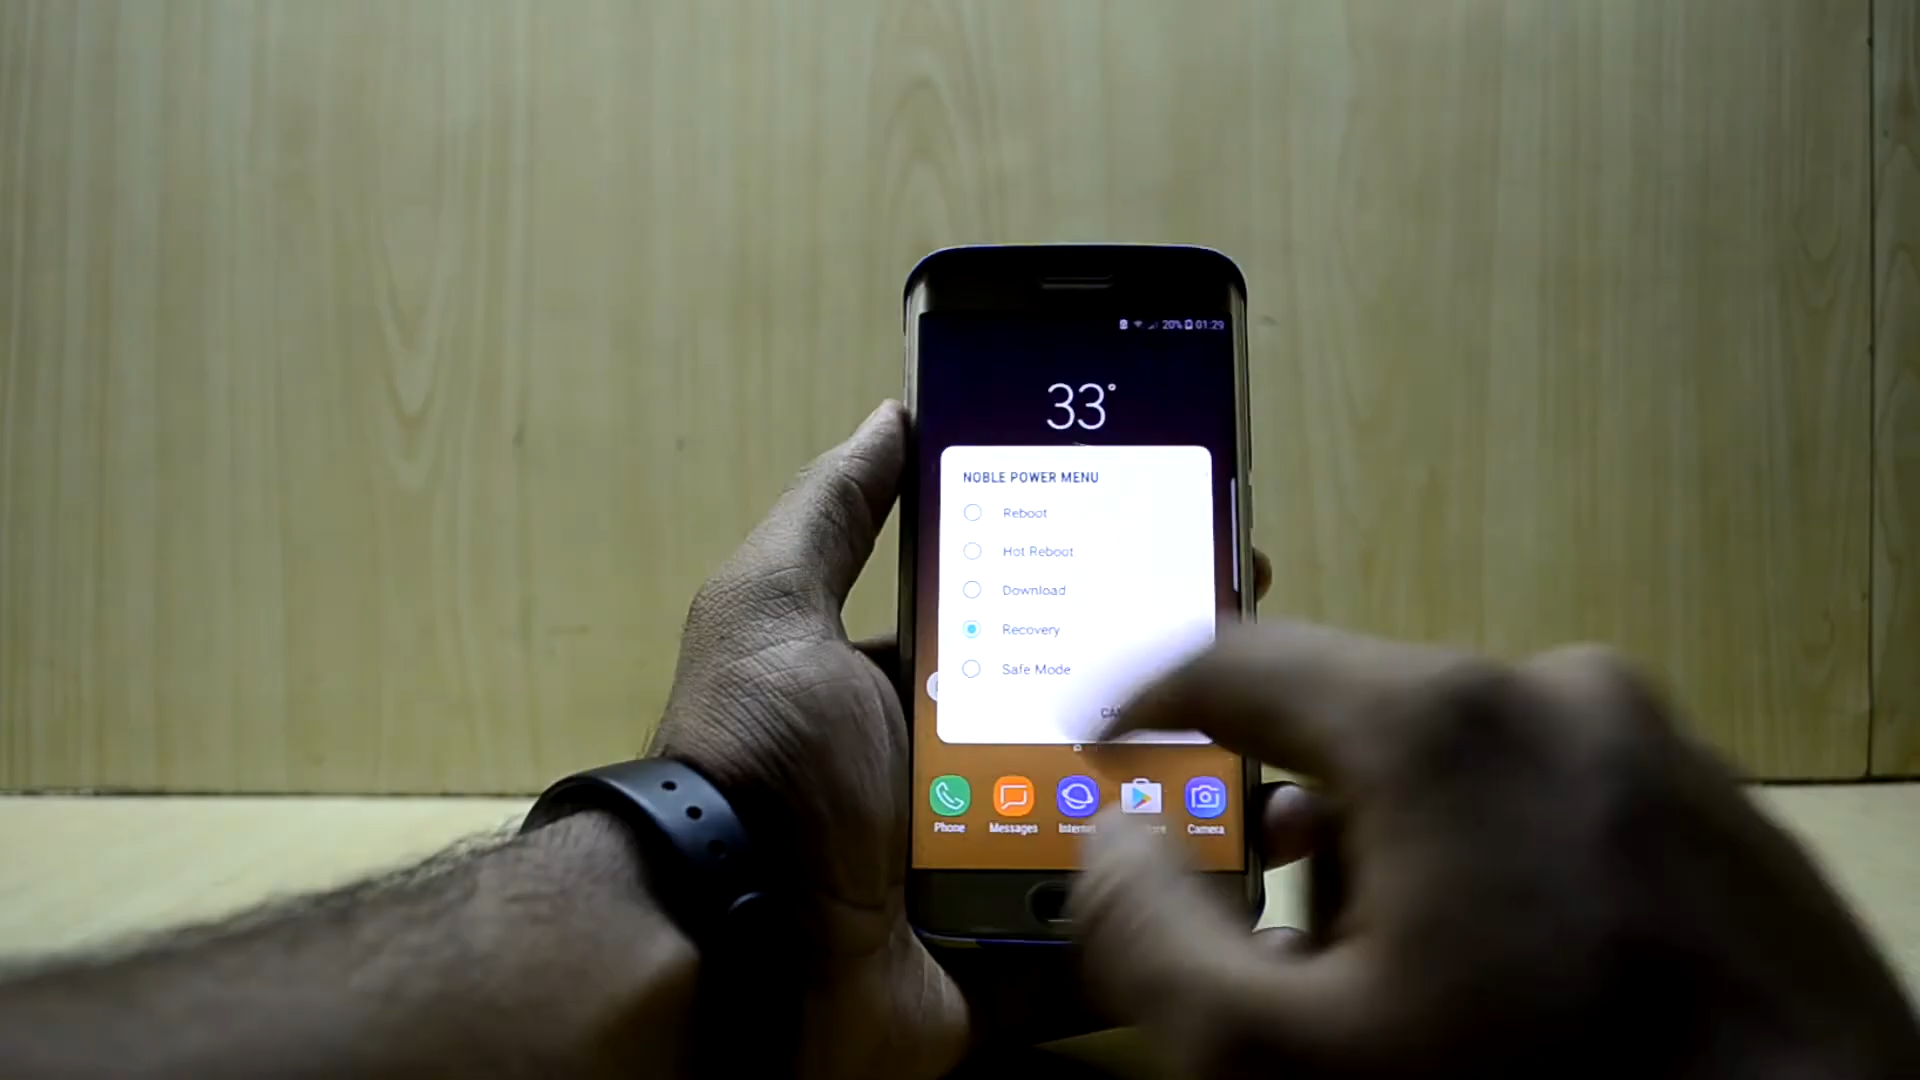 20% 01:29
33°
NOBLE POWER MENU
Reboot
Hot Reboot
Download
Recovery
Safe Mode
Phone Messages Internet Camera